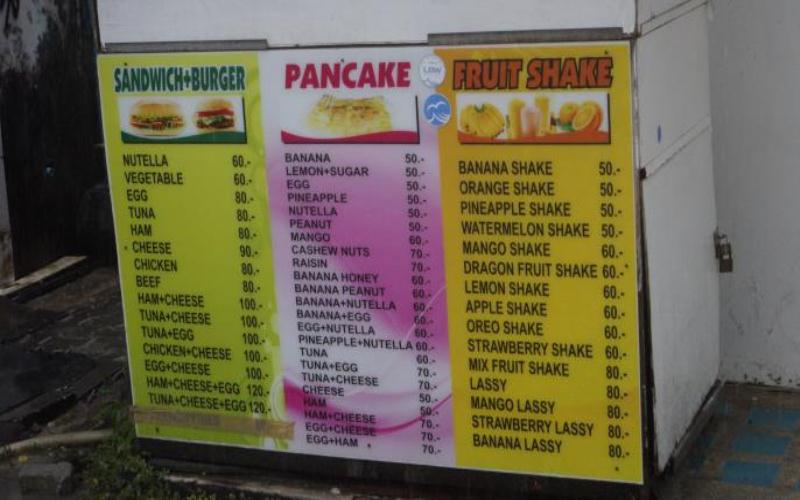 SANDWICH+BURGER
NUTELLA 60.-
VEGETABLE 60.-
EGG 80.-
TUNA 80.-
HAM 80.-
CHEESE 90.-
CHICKEN 80.-
BEEF 80.-
HAM+CHEESE 100.-
TUNA+CHEESE 100.-
TUNA+EGG 100.-
CHICKEN+CHEESE 100.-
EGG+CHEESE 100.-
HAM+CHEESE+EGG 120.-
TUNA+CHEESE+EGG 120.-
PANCAKE
BANANA 50.-
LEMON+SUGAR 50.-
EGG 50.-
PINEAPPLE 50.-
NUTELLA 50.-
PEANUT 50.-
MANGO 60.-
CASHEW NUTS 70.-
RAISIN 70.-
BANANA HONEY 60.-
BANANA PEANUT 60.-
BANANA+NUTELLA 60.-
BANANA+EGG 60.-
EGG+NUTELLA 60.-
PINEAPPLE+NUTELLA 60.-
TUNA 60.-
TUNA+EGG 70.-
TUNA+CHEESE 70.-
CHEESE 50.-
HAM 50.-
HAM+CHEESE 70.-
EGG+CHEESE 70.-
EGG+HAM 70.-
FRUIT SHAKE
BANANA SHAKE 50.-
ORANGE SHAKE 50.-
PINEAPPLE SHAKE 50.-
WATERMELON SHAKE 50.-
MANGO SHAKE 60.-
DRAGON FRUIT SHAKE 60.-
LEMON SHAKE 60.-
APPLE SHAKE 60.-
OREO SHAKE 60.-
STRAWBERRY SHAKE 60.-
MIX FRUIT SHAKE 80.-
LASSY 80.-
MANGO LASSY 80.-
STRAWBERRY LASSY 80.-
BANANA LASSY 80.-